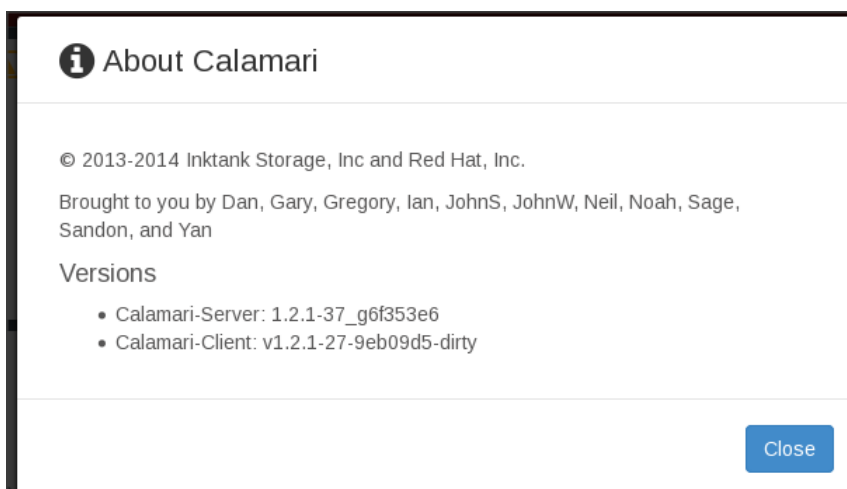 About Calamari
© 2013-2014 Inktank Storage, Inc and Red Hat, Inc.
Brought to you by Dan, Gary, Gregory, Ian, JohnS, JohnW, Neil, Noah, Sage,
Sandon, and Yan
Versions
• Calamari-Server: 1.2.1-37_g6f353e6
• Calamari-Client: v1.2.1-27-9eb09d5-dirty
Close